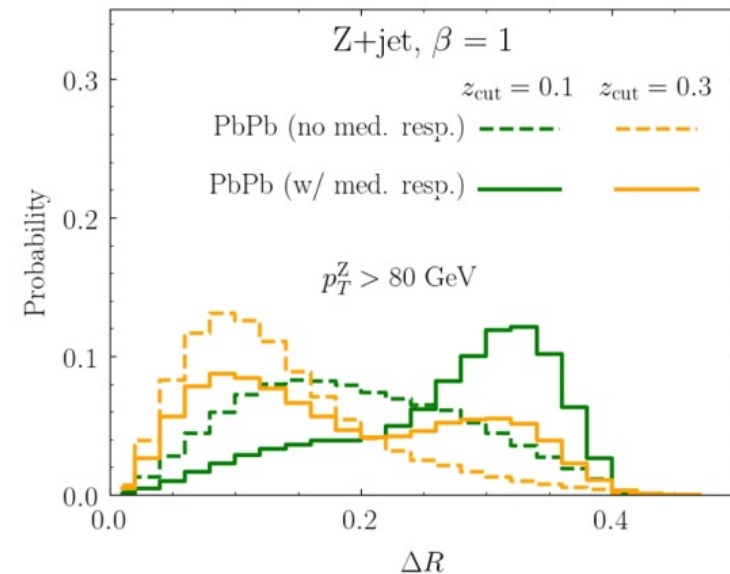 Z+jet, β = 1
z_cut = 0.1 z_cut = 0.3
PbPb (no med. resp.)
PbPb (w/ med. resp.)
p_T^Z > 80 GeV
Probability
0.3
0.2
0.1
0.0
0.0 0.2 0.4
ΔR